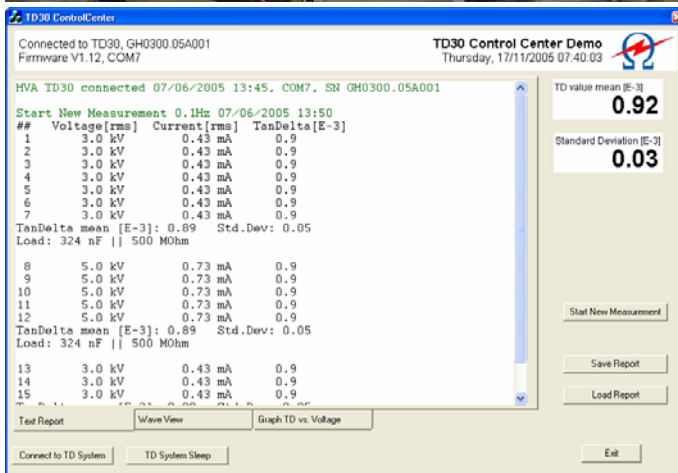 TD30 ControlCenter
Connected to TD30, GH0300.05A001
Firmware V1.12, COM7
TD30 Control Center Demo
Thursday, 17/11/2005 07:40:03
HVA TD30 connected 07/06/2005 13:45, COM7, SN GH0300.05A001
Start New Measurement 0.1Hz 07/06/2005 13:50
## Voltage[rms] Current[rms] TanDelta[E-3]
1 3.0 kV 0.43 mA 0.9
2 3.0 kV 0.43 mA 0.9
3 3.0 kV 0.43 mA 0.9
4 3.0 kV 0.43 mA 0.9
5 3.0 kV 0.43 mA 0.9
6 3.0 kV 0.43 mA 0.9
7 3.0 kV 0.43 mA 0.9
TanDelta mean [E-3]: 0.89 Std.Dev: 0.05
Load: 324 nF || 500 MOhm
8 5.0 kV 0.73 mA 0.9
9 5.0 kV 0.73 mA 0.9
10 5.0 kV 0.73 mA 0.9
11 5.0 kV 0.73 mA 0.9
12 5.0 kV 0.73 mA 0.9
TanDelta mean [E-3]: 0.89 Std.Dev: 0.05
Load: 324 nF || 500 MOhm
13 3.0 kV 0.43 mA 0.9
14 3.0 kV 0.43 mA 0.9
15 3.0 kV 0.43 mA 0.9
TD value mean [E-3]
0.92
Standard Deviation [E-3]
0.03
Start New Measurement
Save Report
Load Report
Text Report
Wave View
Graph TD vs. Voltage
Connect to TD System
TD System Sleep
Exit